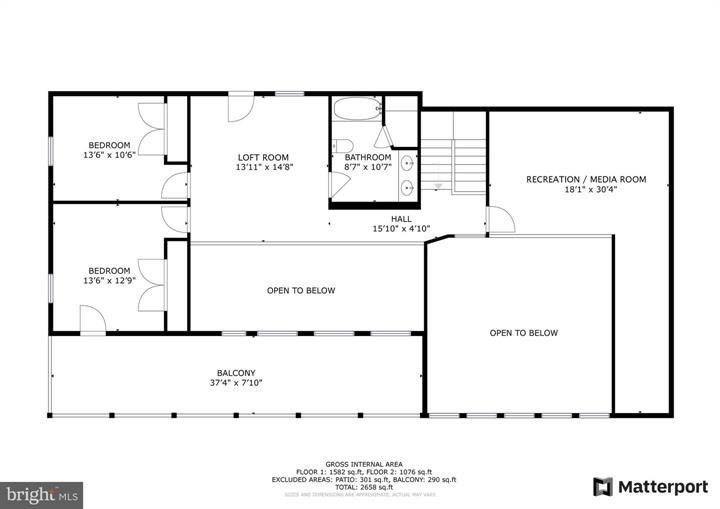 BEDROOM
13'6" x 10'6"
LOFT ROOM
13'11" x 14'8"
BATHROOM
8'7" x 10'7"
RECREATION / MEDIA ROOM
18'1" x 30'4"
HALL
15'10" x 4'10"
BEDROOM
13'6" x 12'9"
OPEN TO BELOW
OPEN TO BELOW
BALCONY
37'4" x 7'10"
GROSS INTERNAL AREA
FLOOR 1: 1582 sq.ft, FLOOR 2: 1076 sq.ft
EXCLUDED AREAS: PATIO: 301 sq.ft, BALCONY: 290 sq.ft
TOTAL: 2658 sq.ft
SIZES AND DIMENSIONS ARE APPROXIMATE, ACTUAL MAY VARY.
bright MLS
Matterport